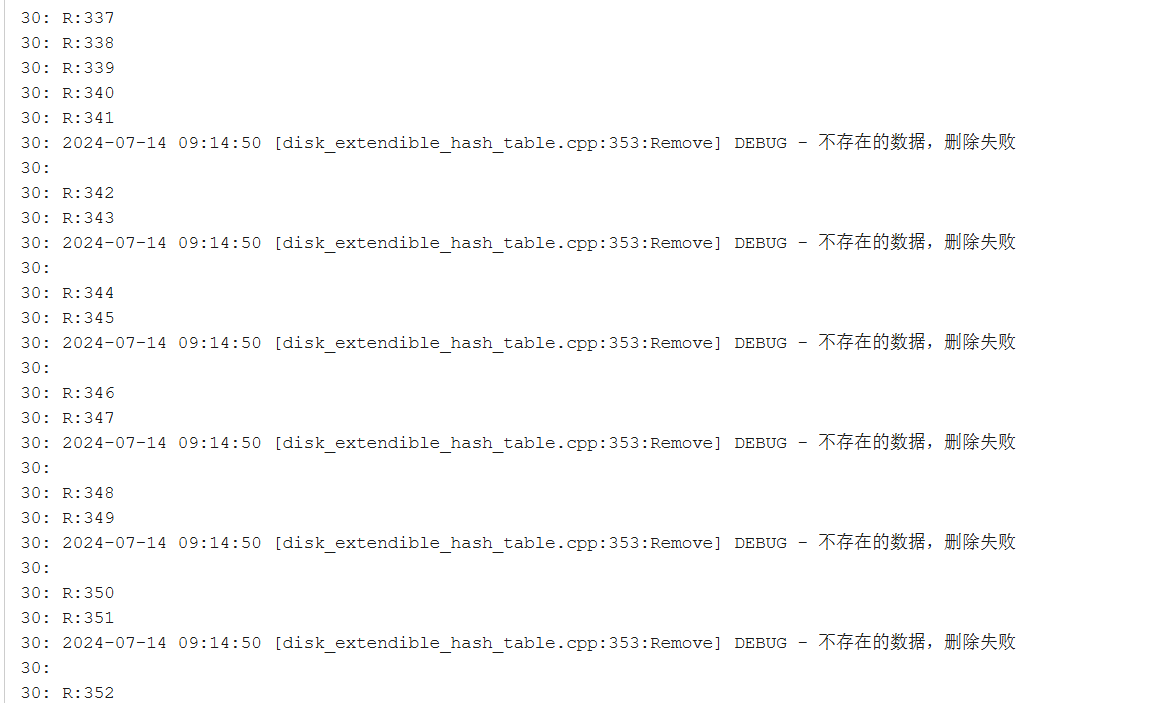 30: R:337
30: R:338
30: R:339
30: R:340
30: R:341
30: 2024-07-14 09:14:50 [disk_extendible_hash_table.cpp:353:Remove] DEBUG - 不存在的数据，删除失败
30:
30: R:342
30: R:343
30: 2024-07-14 09:14:50 [disk_extendible_hash_table.cpp:353:Remove] DEBUG - 不存在的数据，删除失败
30:
30: R:344
30: R:345
30: 2024-07-14 09:14:50 [disk_extendible_hash_table.cpp:353:Remove] DEBUG - 不存在的数据，删除失败
30:
30: R:346
30: R:347
30: 2024-07-14 09:14:50 [disk_extendible_hash_table.cpp:353:Remove] DEBUG - 不存在的数据，删除失败
30:
30: R:348
30: R:349
30: 2024-07-14 09:14:50 [disk_extendible_hash_table.cpp:353:Remove] DEBUG - 不存在的数据，删除失败
30:
30: R:350
30: R:351
30: 2024-07-14 09:14:50 [disk_extendible_hash_table.cpp:353:Remove] DEBUG - 不存在的数据，删除失败
30:
30: R:352